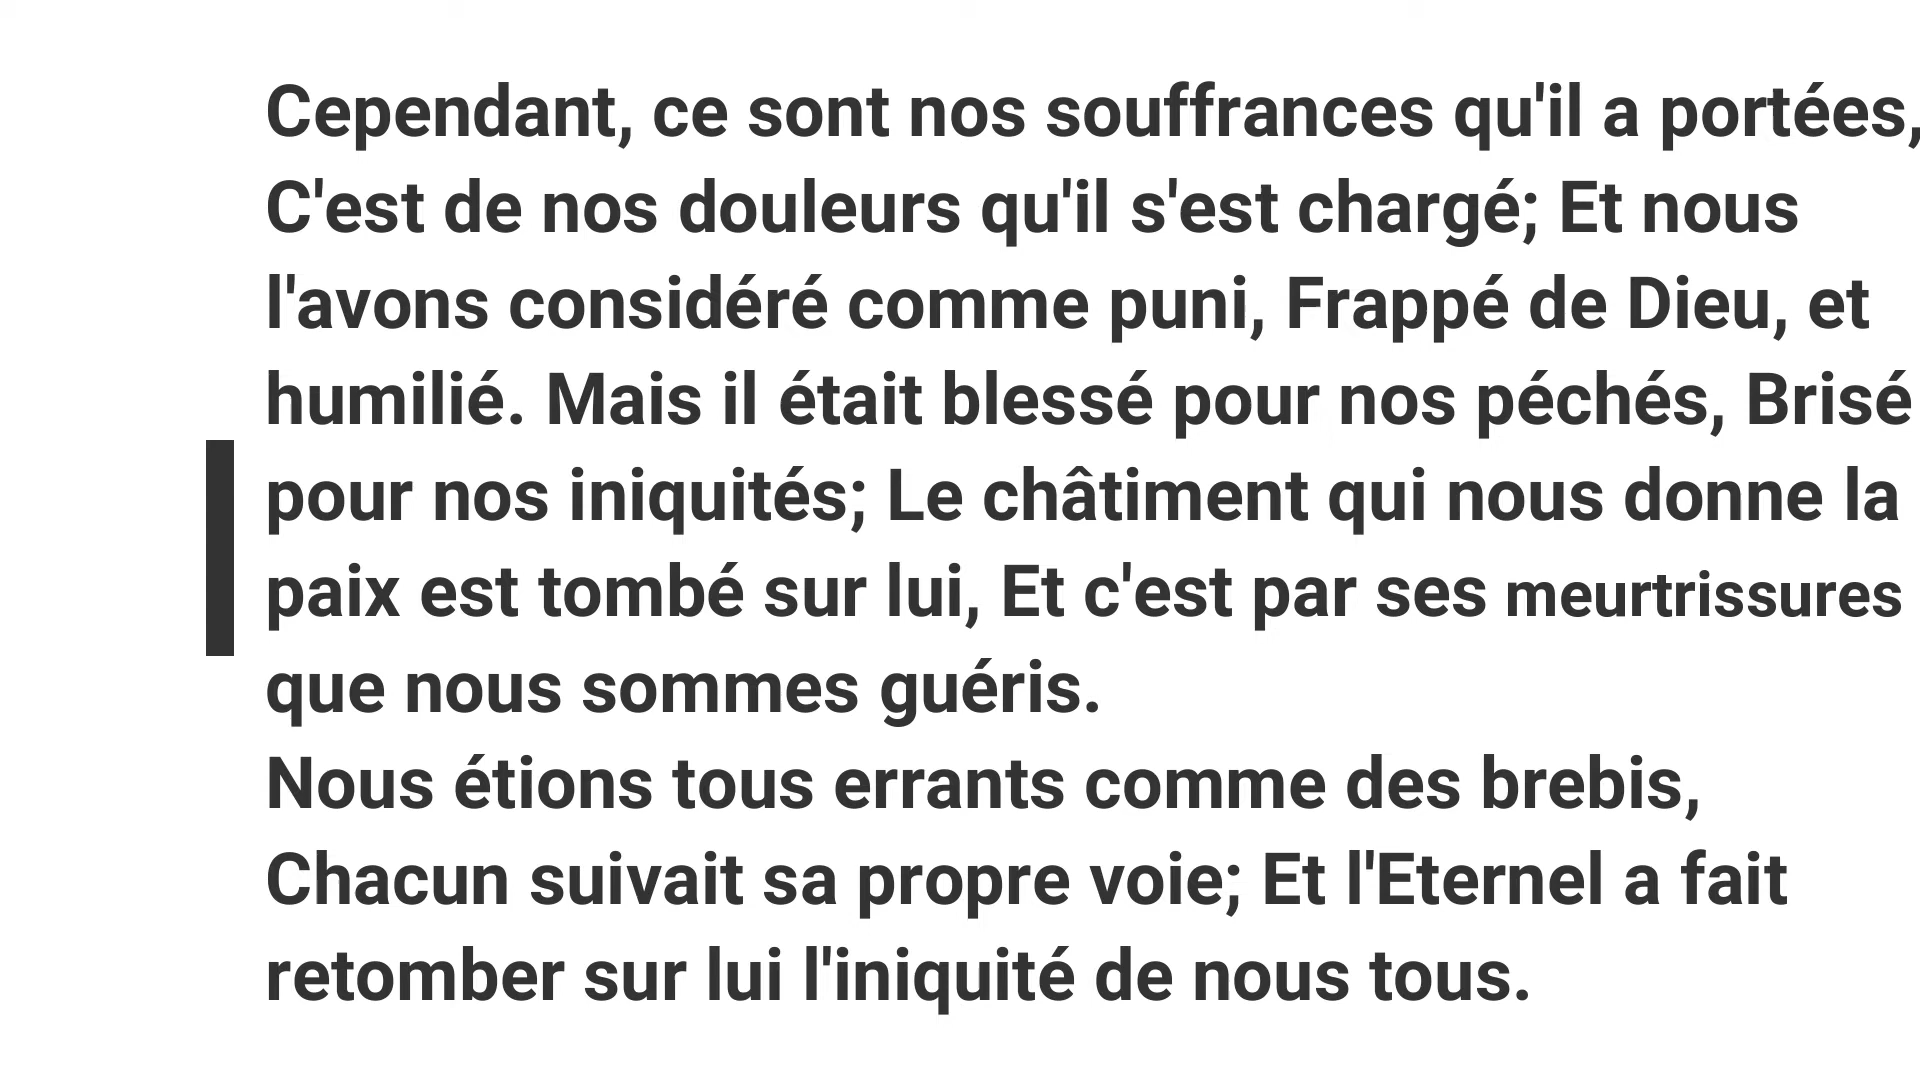 Cependant, ce sont nos souffrances qu'il a portées,
C'est de nos douleurs qu'il s'est chargé; Et nous
l'avons considéré comme puni, Frappé de Dieu, et
humilié. Mais il était blessé pour nos péchés, Brisé
pour nos iniquités; Le châtiment qui nous donne la
paix est tombé sur lui, Et c'est par ses meurtrissures
que nous sommes guéris.
Nous étions tous errants comme des brebis,
Chacun suivait sa propre voie; Et l'Eternel a fait
retomber sur lui l'iniquité de nous tous.